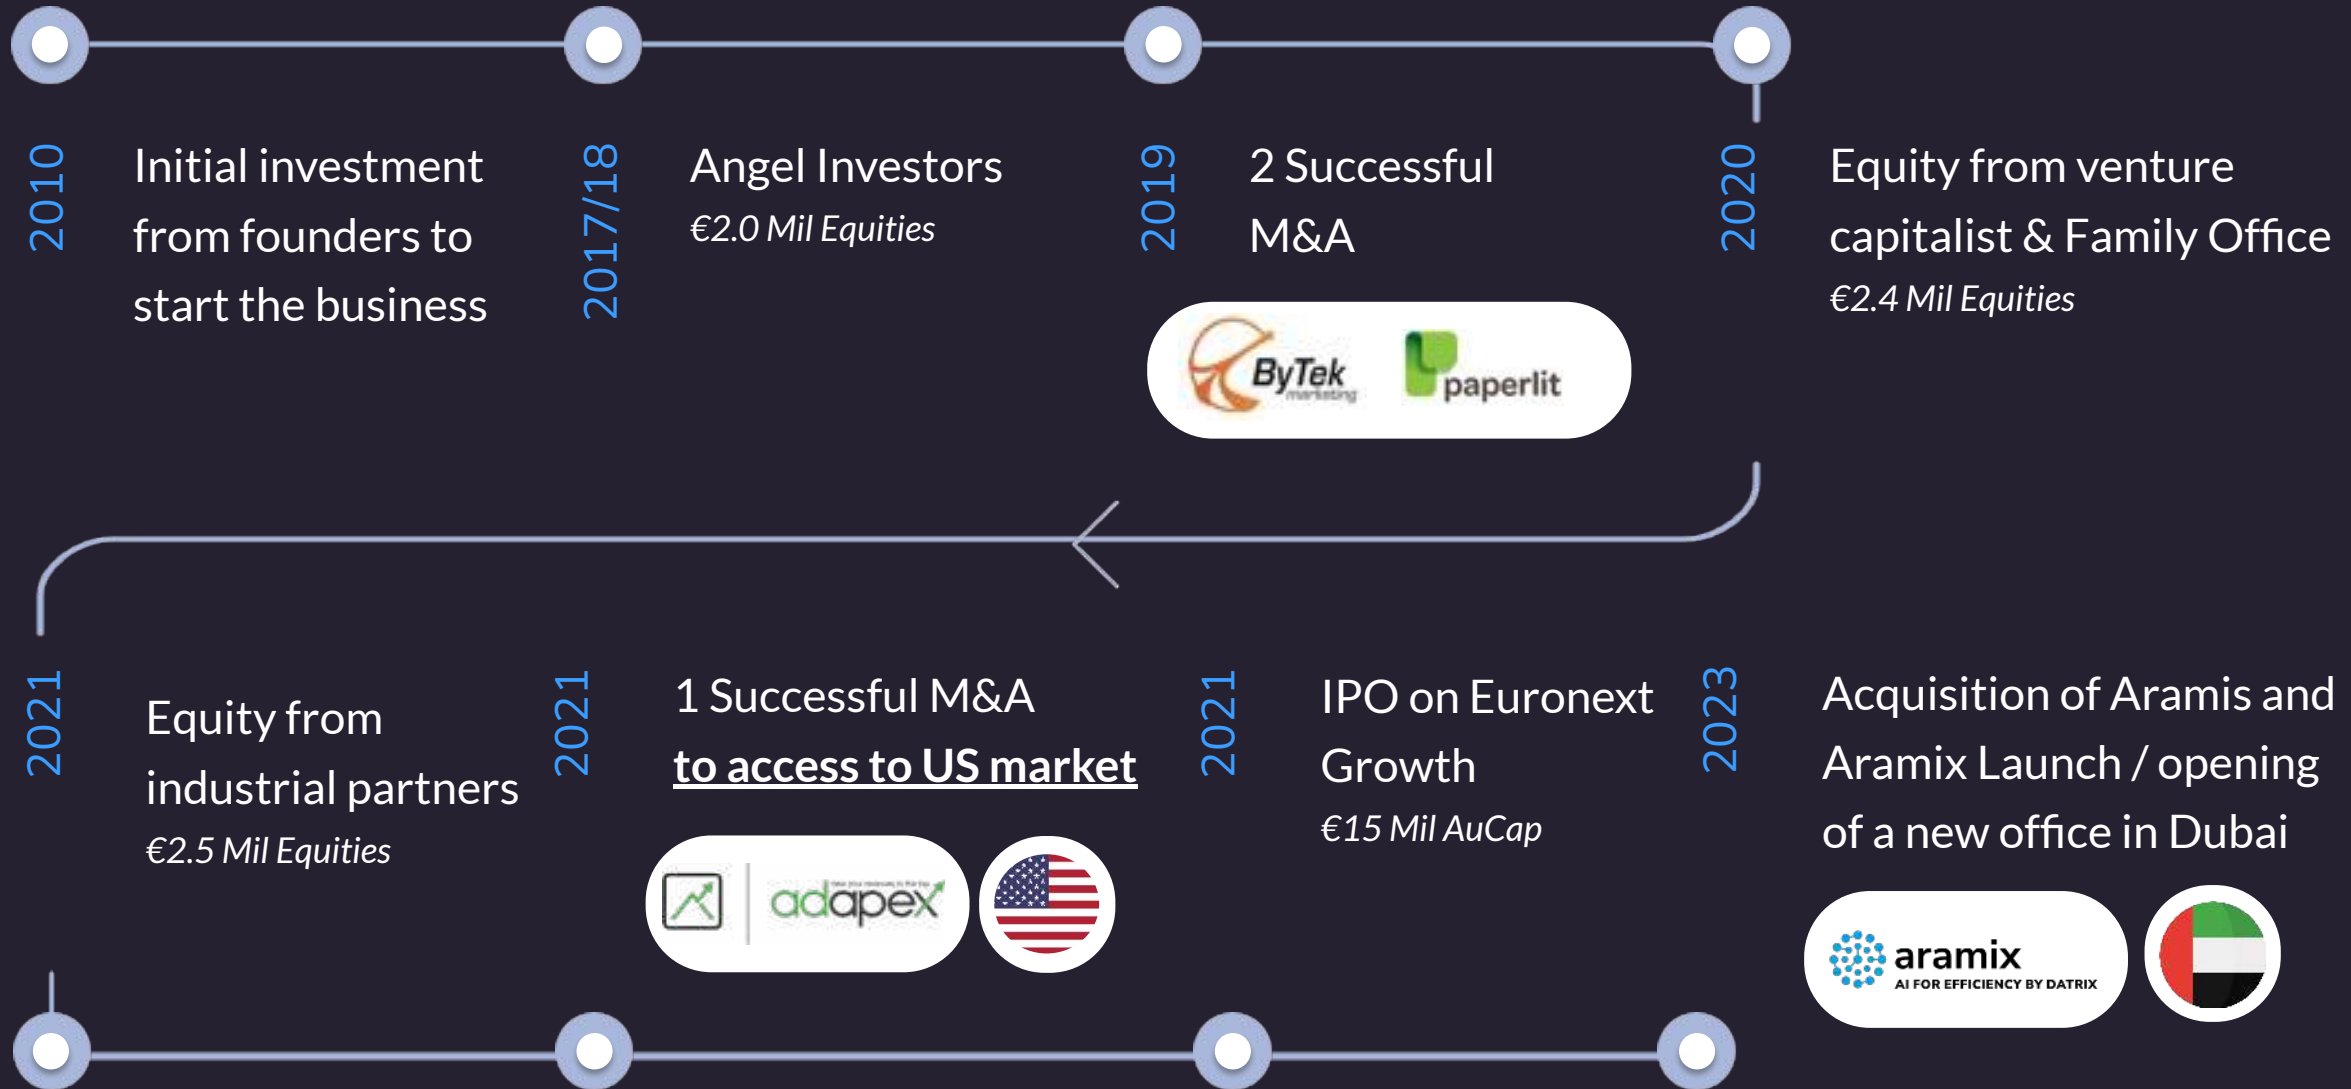 2010
Initial investment
from founders to
start the business
2017/18
Angel Investors
€2.0 Mil Equities
2019
2 Successful
M&A
ByTek
marketing
paperlit
2020
Equity from venture
capitalist & Family Office
€2.4 Mil Equities
2021
Equity from
industrial partners
€2.5 Mil Equities
2021
1 Successful M&A
to access to US market
adapex
2021
IPO on Euronext
Growth
€15 Mil AuCap
2023
Acquisition of Aramis and
Aramix Launch / opening
of a new office in Dubai
aramix
AI FOR EFFICIENCY BY DATRIX